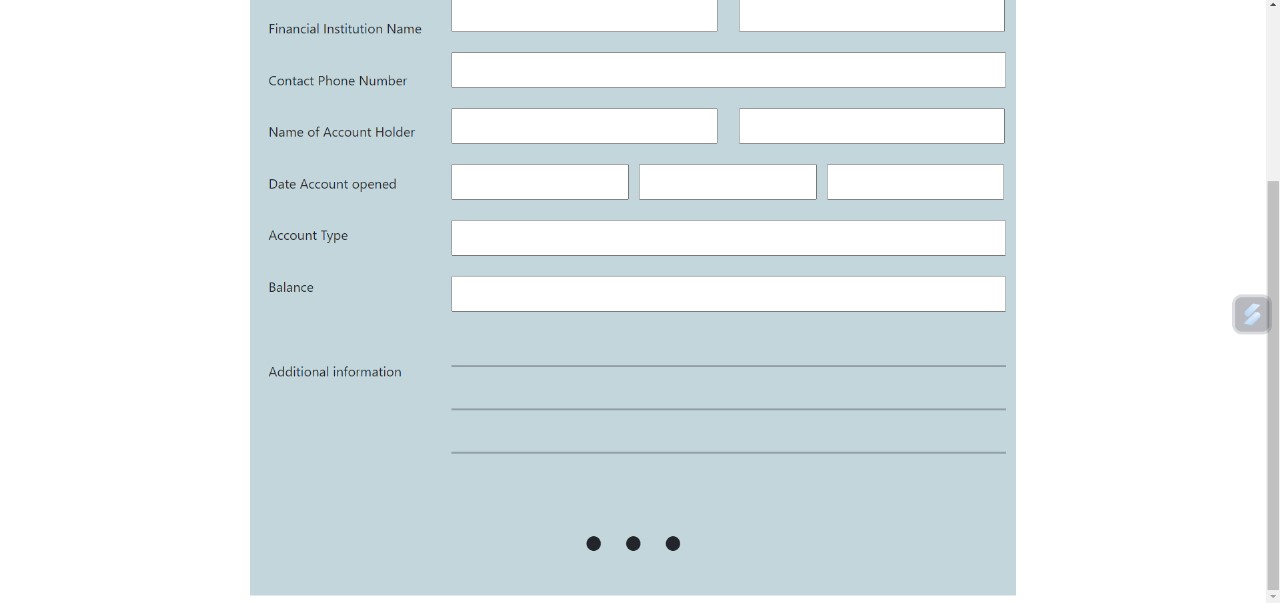 Financial Institution Name
Contact Phone Number
Name of Account Holder
Date Account opened
Account Type
Balance
Additional information